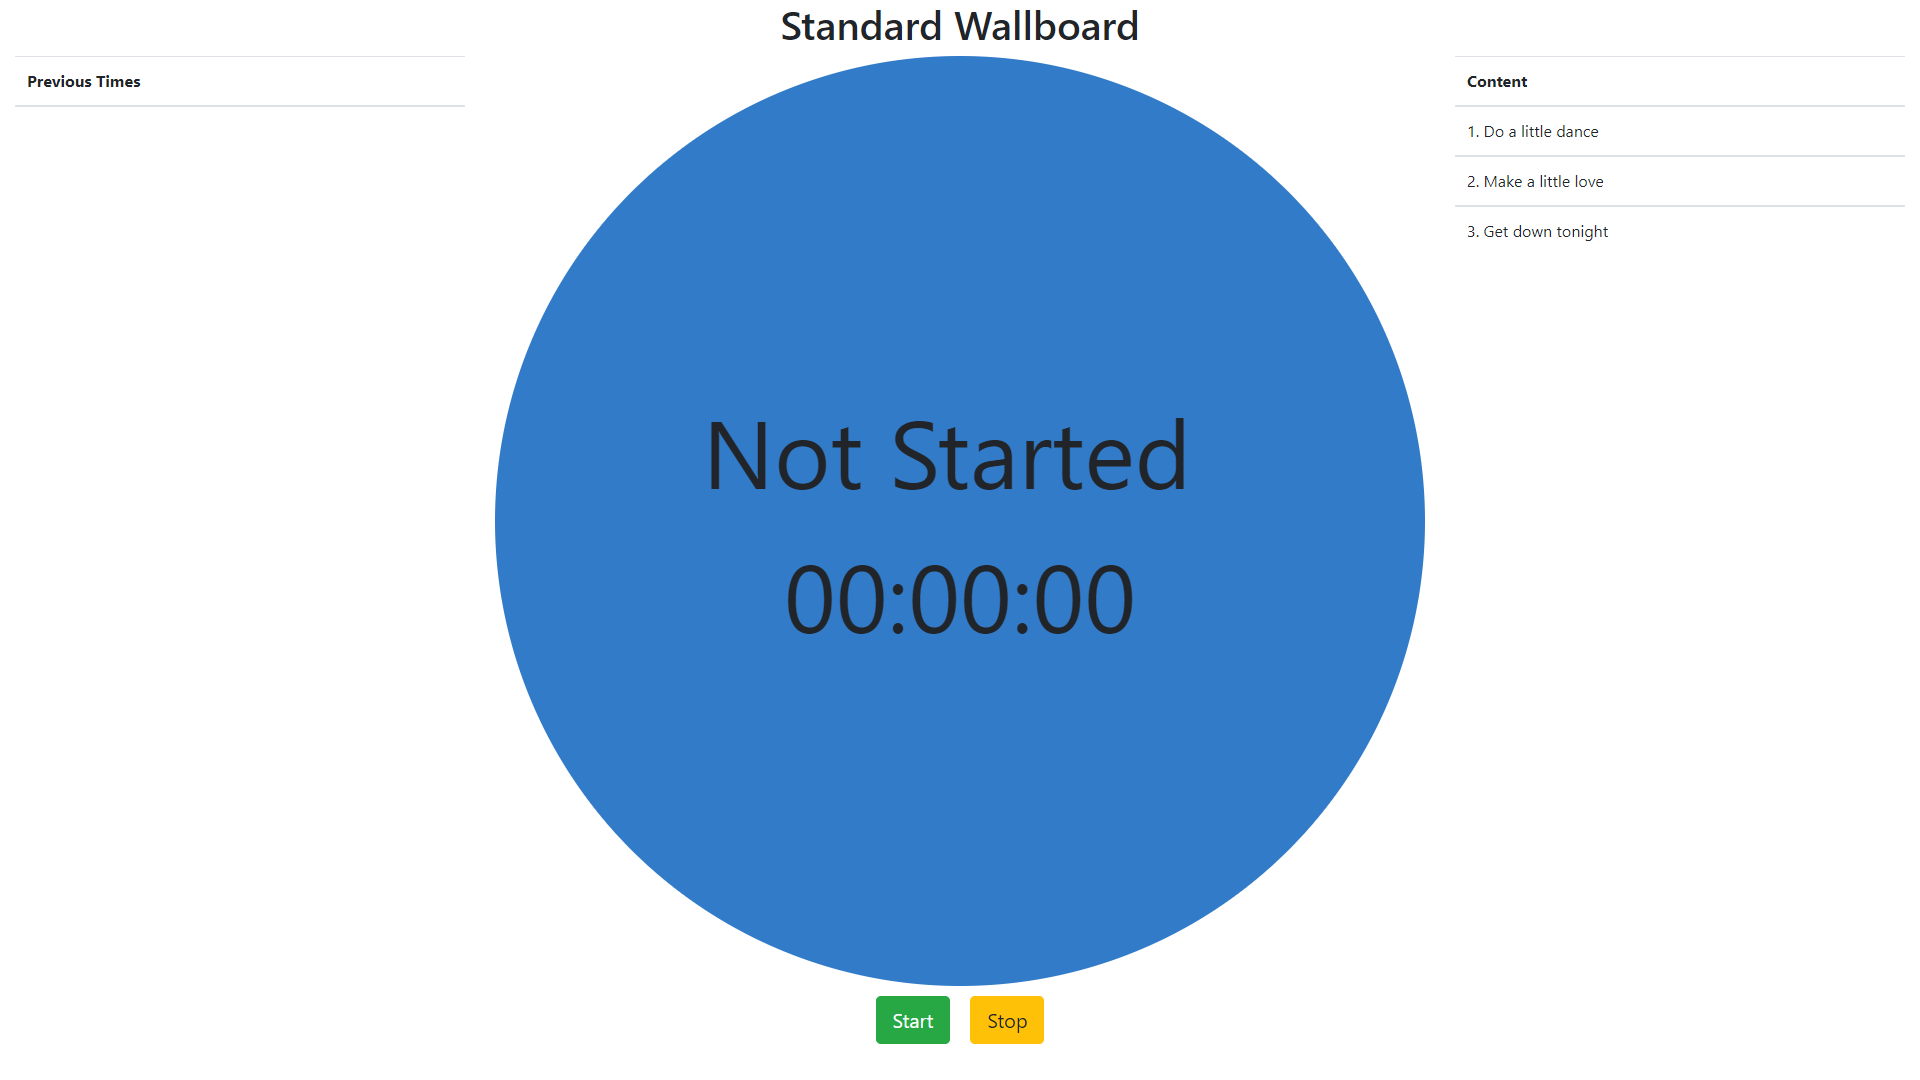 Standard Wallboard
Previous Times
Not Started
00:00:00
Start
Stop
Content
1. Do a little dance
2. Make a little love
3. Get down tonight